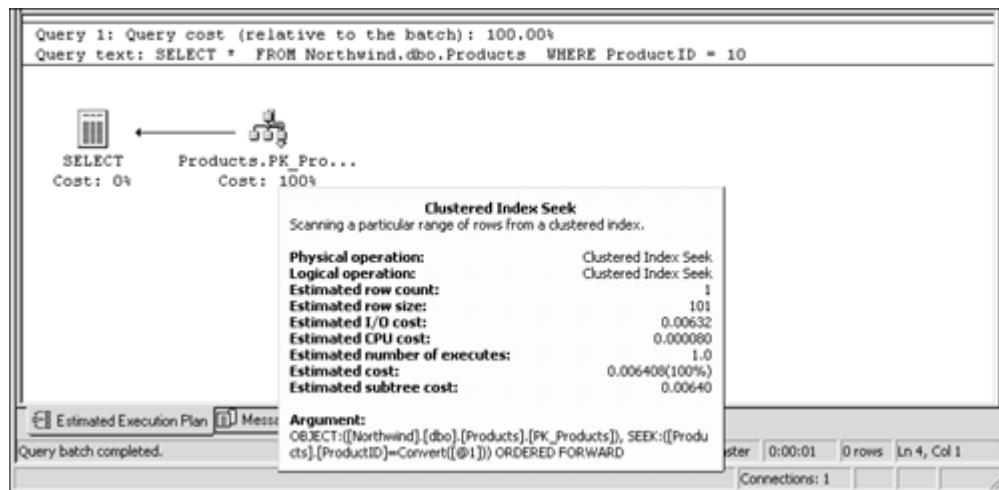 Query 1: Query cost (relative to the batch): 100.00%
Query text: SELECT *  FROM Northwind.dbo.Products  WHERE ProductID = 10
SELECT
Cost: 0%
Products.PK_Pro...
Cost: 100%
Clustered Index Seek
Scanning a particular range of rows from a clustered index.
Physical operation: Clustered Index Seek
Logical operation: Clustered Index Seek
Estimated row count: 1
Estimated row size: 101
Estimated I/O cost: 0.00632
Estimated CPU cost: 0.000080
Estimated number of executes: 1.0
Estimated cost: 0.006408(100%)
Estimated subtree cost: 0.00640
Argument:
OBJECT:([Northwind].[dbo].[Products].[PK_Products]), SEEK:([Produ
cts].[ProductID]=Convert([@1])) ORDERED FORWARD
Estimated Execution Plan Messa
Query batch completed. ster 0:00:01 0 rows Ln 4, Col 1
Connections: 1